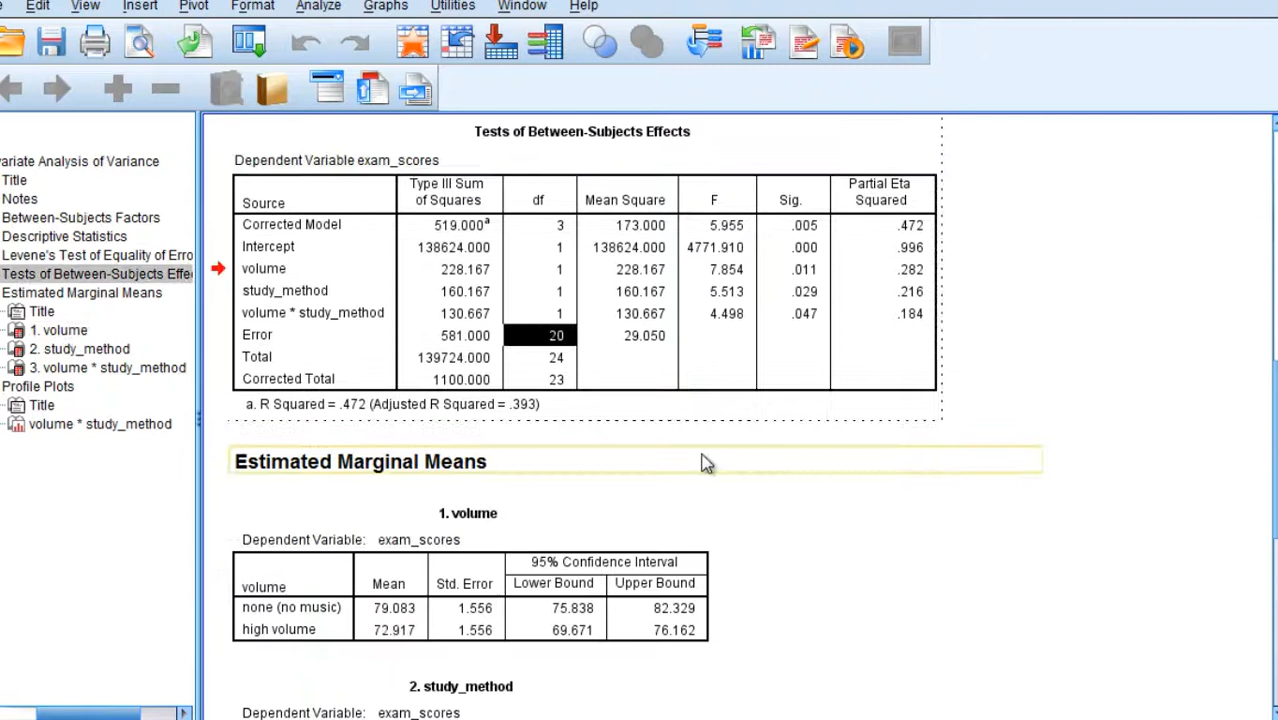 Edit View Insert Pivot Format Analyze Graphs Utilities Window Help
ariate Analysis of Variance
Title
Notes
Between-Subjects Factors
Descriptive Statistics
Levene's Test of Equality of Erro
Tests of Between-Subjects Effe
Estimated Marginal Means
Title
1. volume
2. study_method
3. volume * study_method
Profile Plots
Title
volume * study_method
Tests of Between-Subjects Effects
Dependent Variable exam_scores
Source Type III Sum of Squares df Mean Square F Sig. Partial Eta Squared
Corrected Model 519.000a 3 173.000 5.955 .005 .472
Intercept 138624.000 1 138624.000 4771.910 .000 .996
volume 228.167 1 228.167 7.854 .011 .282
study_method 160.167 1 160.167 5.513 .029 .216
volume * study_method 130.667 1 130.667 4.498 .047 .184
Error 581.000 20 29.050
Total 139724.000 24
Corrected Total 1100.000 23
a. R Squared = .472 (Adjusted R Squared = .393)
Estimated Marginal Means
1. volume
Dependent Variable: exam_scores
volume Mean Std. Error 95% Confidence Interval
Lower Bound Upper Bound
none (no music) 79.083 1.556 75.838 82.329
high volume 72.917 1.556 69.671 76.162
2. study_method
Dependent Variable: exam_scores